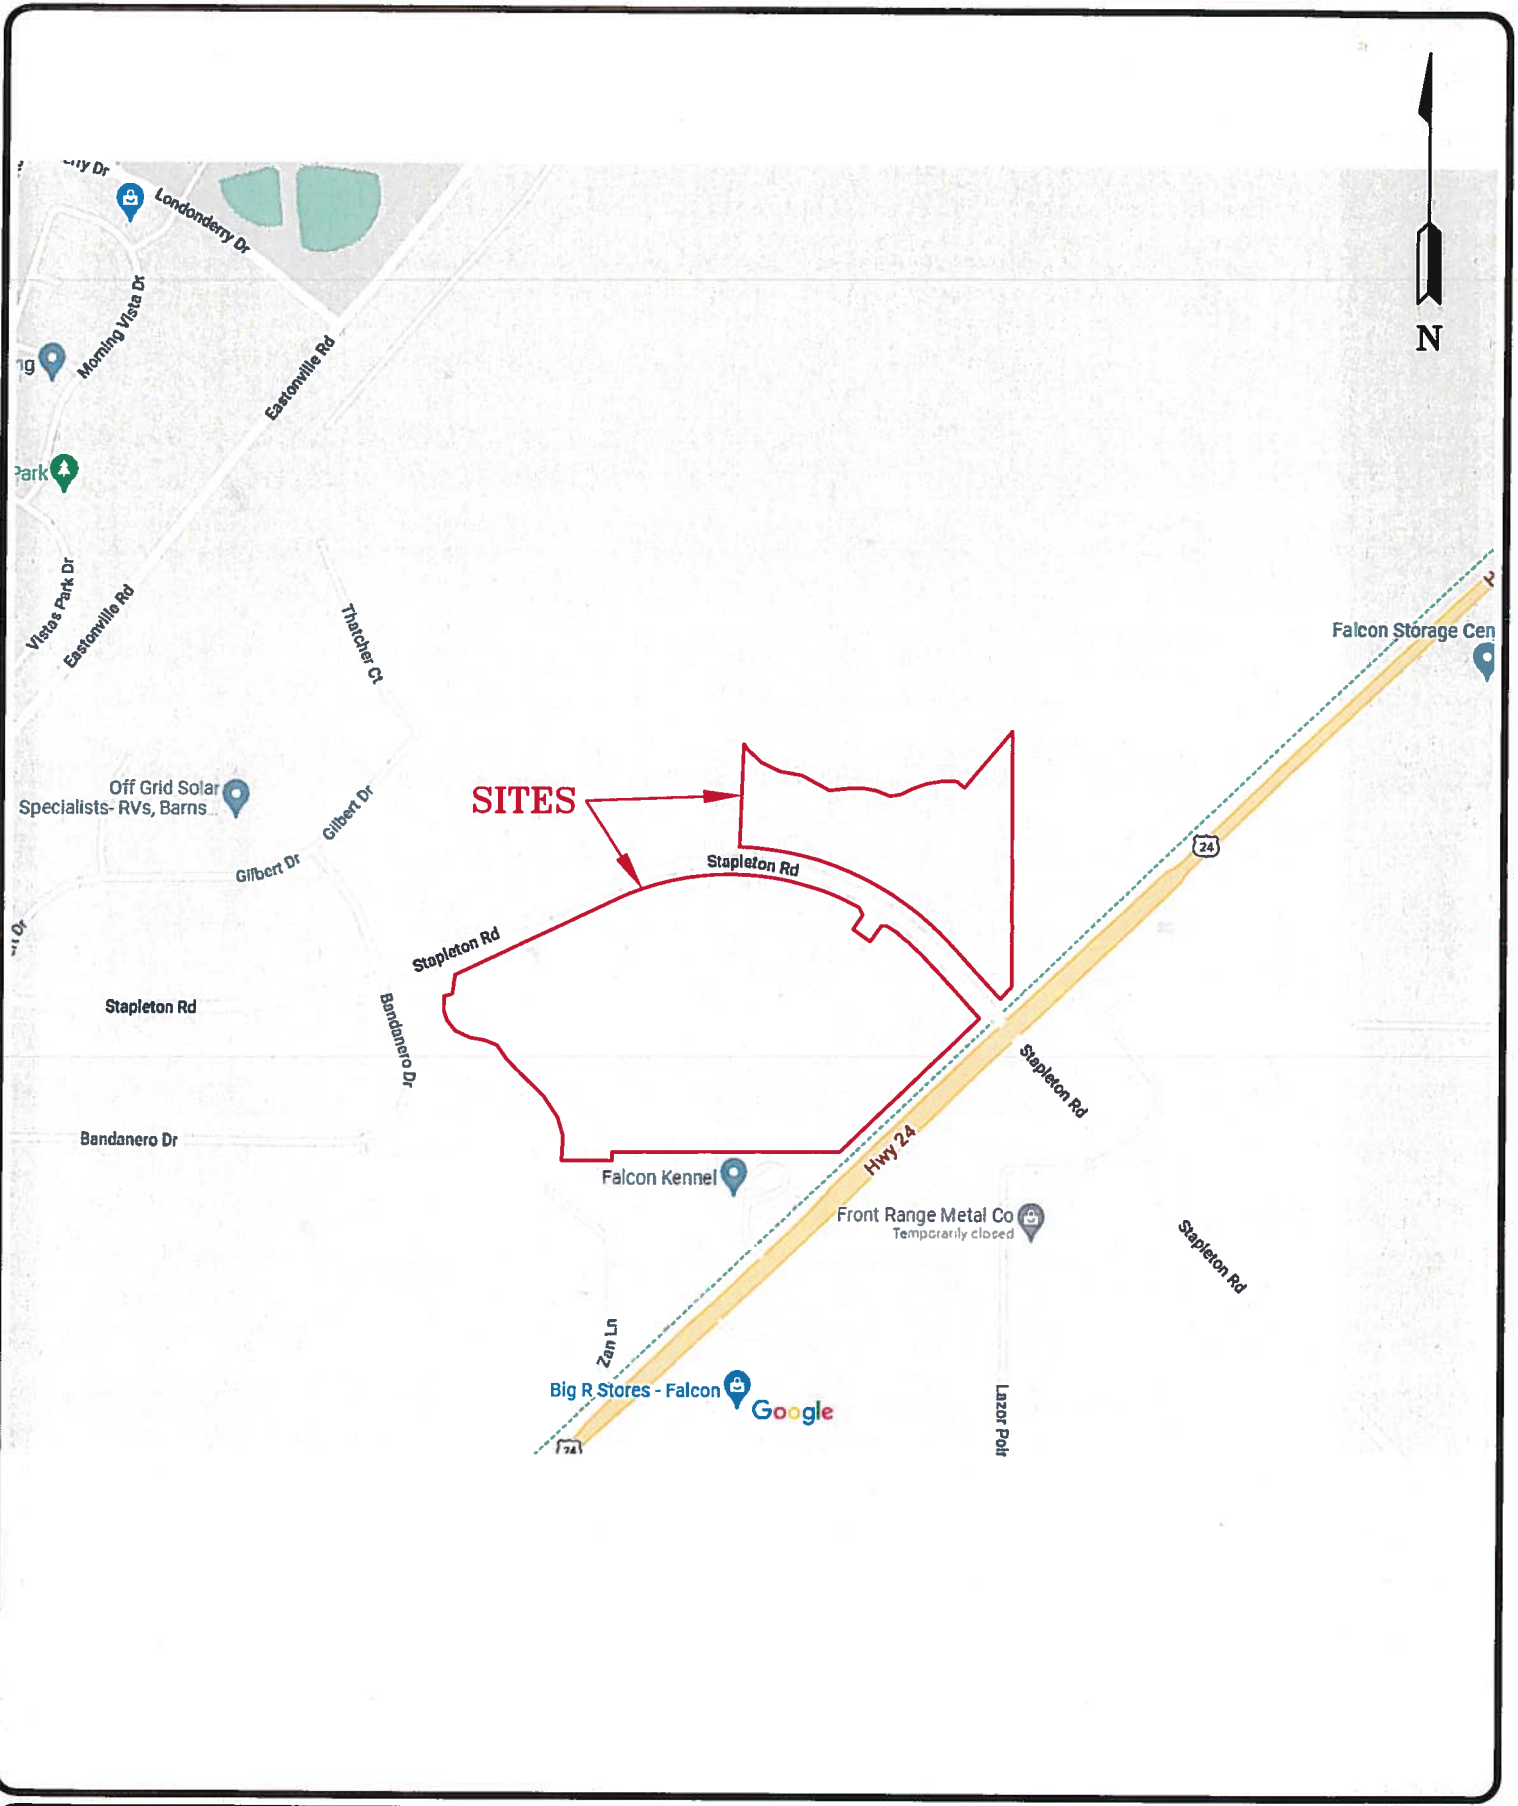 Londonderry Dr
N
Morning Vista Dr
Eastonville Rd
Park
Vistas Park Dr
Eastonville Rd
Thatcher Ct
Falcon Storage Cen
Off Grid Solar
Specialists- RVs, Barns...
Gilbert Dr
SITES
24
Stapleton Rd
Gilbert Dr
Stapleton Rd
Stapleton Rd
Bandanero Dr
Stapleton Rd
Bandanero Dr
Hwy 24
Falcon Kennel
Front Range Metal Co
Temporarily closed
Stapleton Rd
Zan Ln
Big R Stores - Falcon
Google
Lazor Poir
24